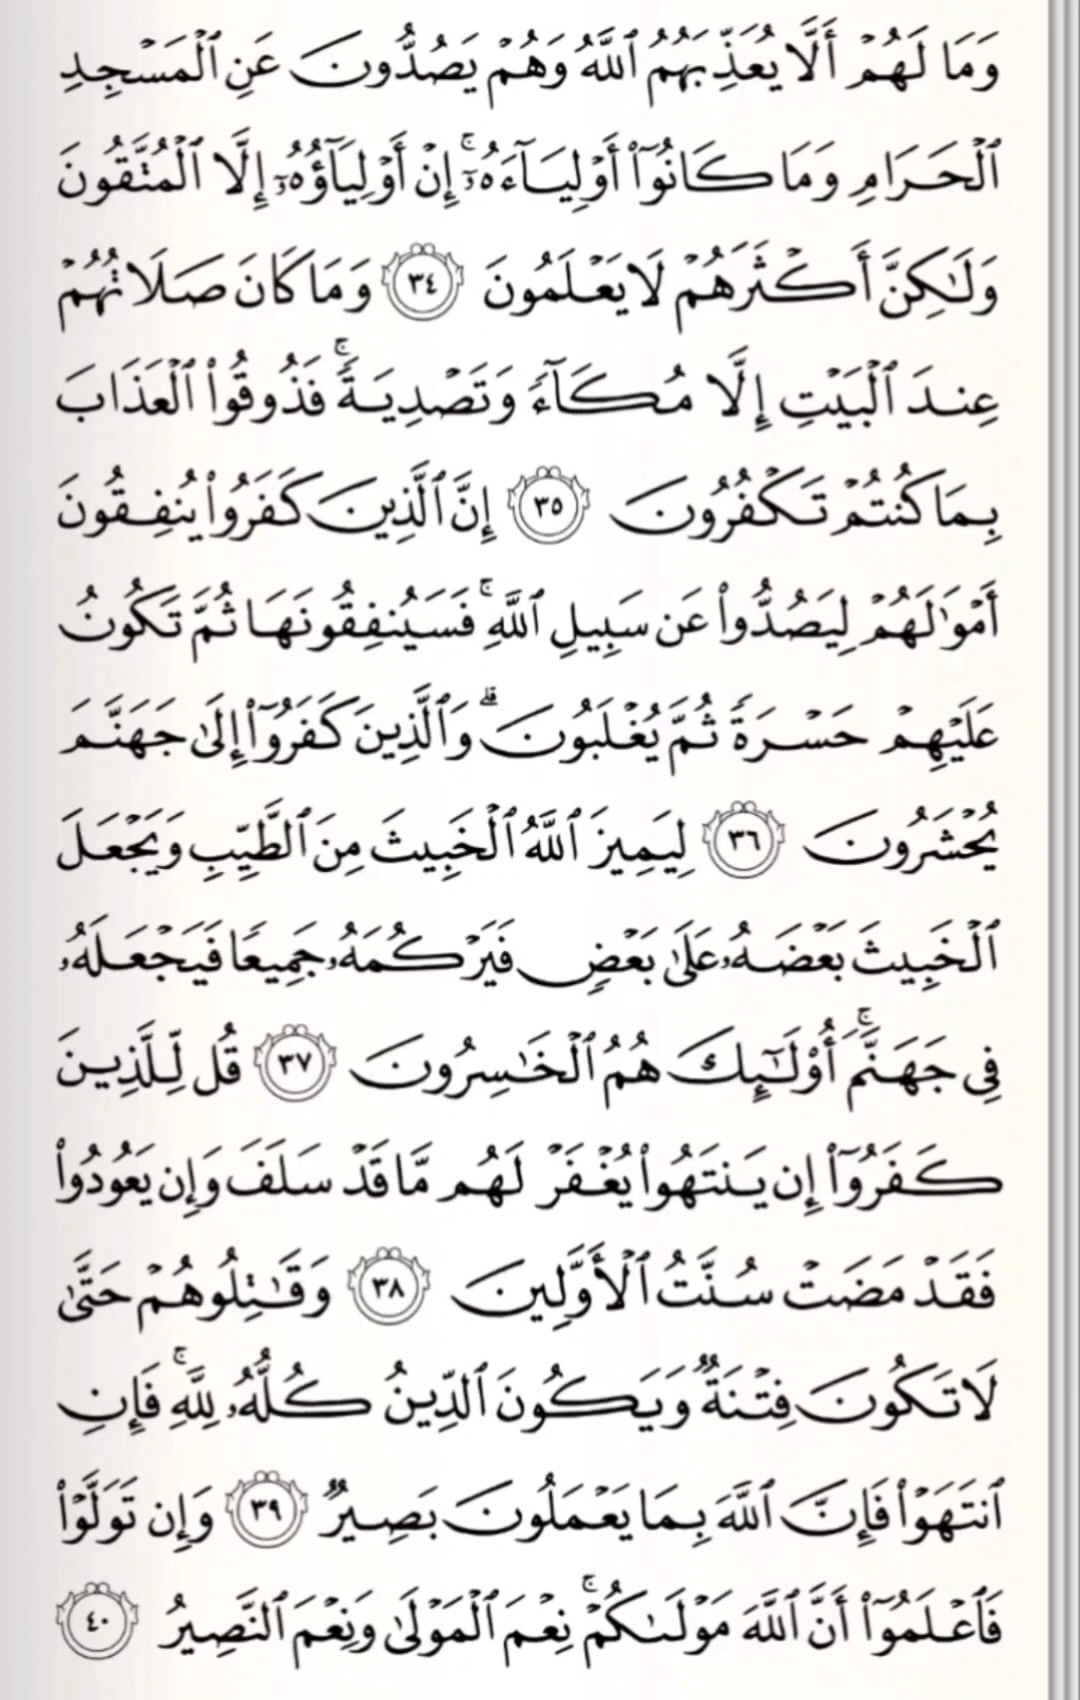 وَمَا لَهُمْ أَلَّا يُعَذِّبَهُمُ ٱللَّهُ وَهُمْ يَصُدُّونَ عَنِ ٱلْمَسْجِدِ
ٱلْحَرَامِ وَمَا كَانُوٓا۟ أَوْلِيَآءَهُۥٓ ۚ إِنْ أَوْلِيَآؤُهُۥٓ إِلَّا ٱلْمُتَّقُونَ
وَلَٰكِنَّ أَكْثَرَهُمْ لَا يَعْلَمُونَ ٣٤ وَمَا كَانَ صَلَاتُهُمْ
عِندَ ٱلْبَيْتِ إِلَّا مُكَآءً وَتَصْدِيَةً ۚ فَذُوقُوا۟ ٱلْعَذَابَ
بِمَا كُنتُمْ تَكْفُرُونَ ٣٥ إِنَّ ٱلَّذِينَ كَفَرُوا۟ يُنفِقُونَ
أَمْوَٰلَهُمْ لِيَصُدُّوا۟ عَن سَبِيلِ ٱللَّهِ ۚ فَسَيُنفِقُونَهَا ثُمَّ تَكُونُ
عَلَيْهِمْ حَسْرَةً ثُمَّ يُغْلَبُونَ ۗ وَٱلَّذِينَ كَفَرُوٓا۟ إِلَىٰ جَهَنَّمَ
يُحْشَرُونَ ٣٦ لِيَمِيزَ ٱللَّهُ ٱلْخَبِيثَ مِنَ ٱلطَّيِّبِ وَيَجْعَلَ
ٱلْخَبِيثَ بَعْضَهُۥ عَلَىٰ بَعْضٍ فَيَرْكُمَهُۥ جَمِيعًا فَيَجْعَلَهُۥ
فِى جَهَنَّمَ ۚ أُو۟لَٰٓئِكَ هُمُ ٱلْخَٰسِرُونَ ٣٧ قُل لِّلَّذِينَ
كَفَرُوٓا۟ إِن يَنتَهُوا۟ يُغْفَرْ لَهُم مَّا قَدْ سَلَفَ وَإِن يَعُودُوا۟
فَقَدْ مَضَتْ سُنَّتُ ٱلْأَوَّلِينَ ٣٨ وَقَٰتِلُوهُمْ حَتَّىٰ
لَا تَكُونَ فِتْنَةٌ وَيَكُونَ ٱلدِّينُ كُلُّهُۥ لِلَّهِ ۚ فَإِنِ
ٱنتَهَوْا۟ فَإِنَّ ٱللَّهَ بِمَا يَعْمَلُونَ بَصِيرٌ ٣٩ وَإِن تَوَلَّوْا۟
فَٱعْلَمُوٓا۟ أَنَّ ٱللَّهَ مَوْلَىٰكُمْ ۚ نِعْمَ ٱلْمَوْلَىٰ وَنِعْمَ ٱلنَّصِيرُ ٤٠